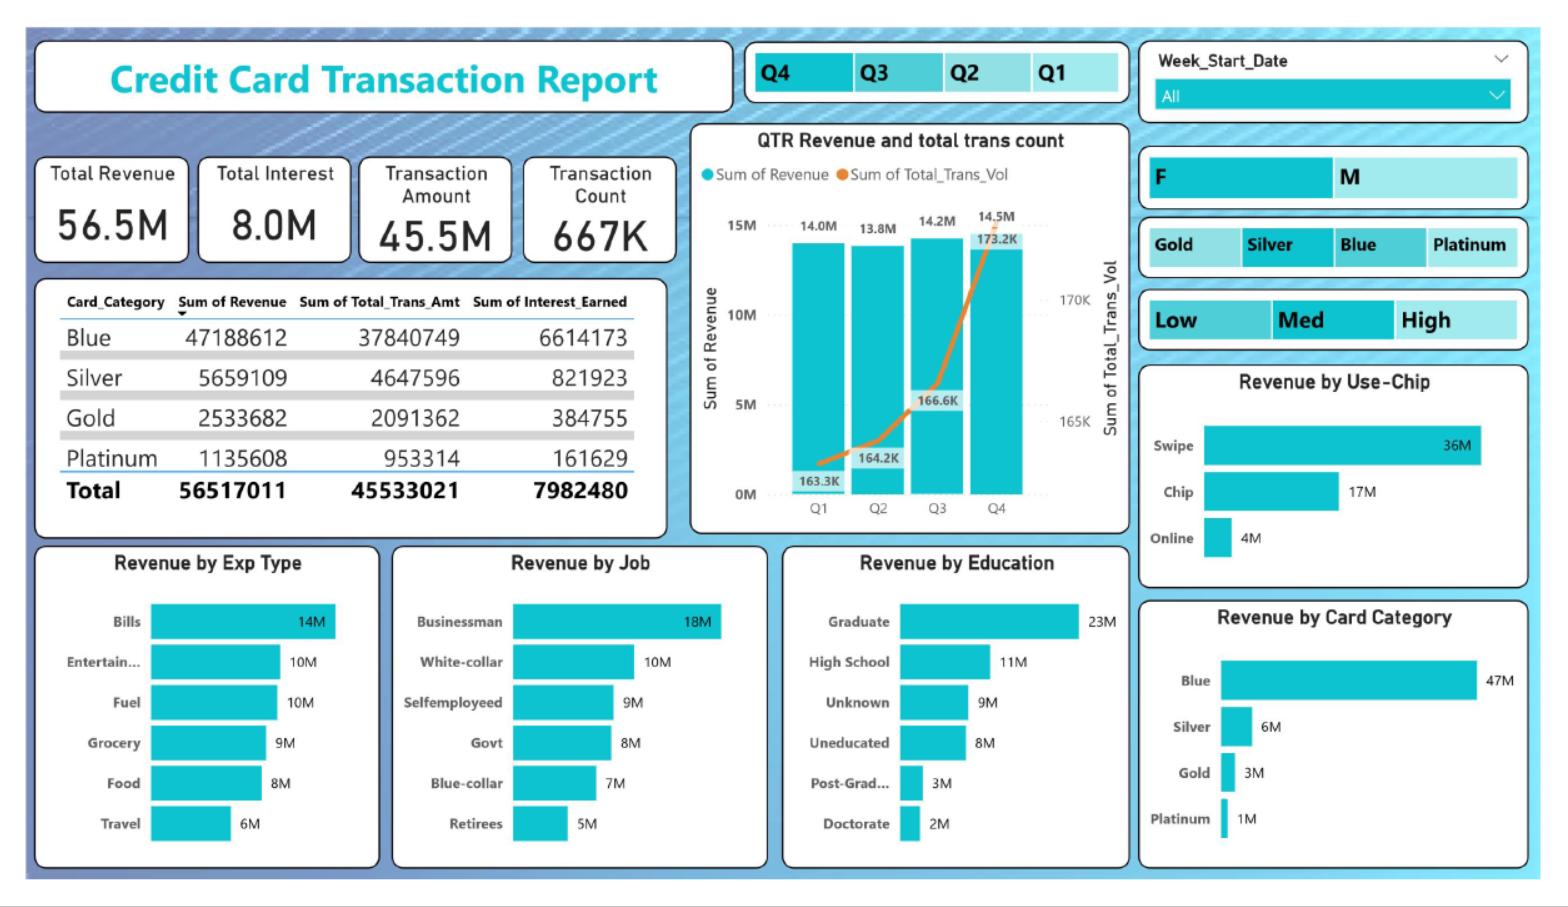 Credit Card Transaction Report
Q4 Q3 Q2 Q1
Week_Start_Date
All
Total Revenue
56.5M
Total Interest
8.0M
Transaction
Amount
45.5M
Transaction
Count
667K
QTR Revenue and total trans count
Sum of Revenue Sum of Total_Trans_Vol
15M
10M
5M
0M
Sum of Revenue
14.0M
13.8M
14.2M
14.5M
163.3K
164.2K
166.6K
173.2K
170K
165K
Sum of Total_Trans_Vol
Q1 Q2 Q3 Q4
F M
Gold Silver Blue Platinum
Low Med High
Card_Category Sum of Revenue Sum of Total_Trans_Amt Sum of Interest_Earned
Blue 47188612 37840749 6614173
Silver 5659109 4647596 821923
Gold 2533682 2091362 384755
Platinum 1135608 953314 161629
Total 56517011 45533021 7982480
Revenue by Use-Chip
Swipe 36M
Chip 17M
Online 4M
Revenue by Exp Type
Bills 14M
Entertain... 10M
Fuel 10M
Grocery 9M
Food 8M
Travel 6M
Revenue by Job
Businessman 18M
White-collar 10M
Selfemployeed 9M
Govt 8M
Blue-collar 7M
Retirees 5M
Revenue by Education
Graduate 23M
High School 11M
Unknown 9M
Uneducated 8M
Post-Grad... 3M
Doctorate 2M
Revenue by Card Category
Blue 47M
Silver 6M
Gold 3M
Platinum 1M